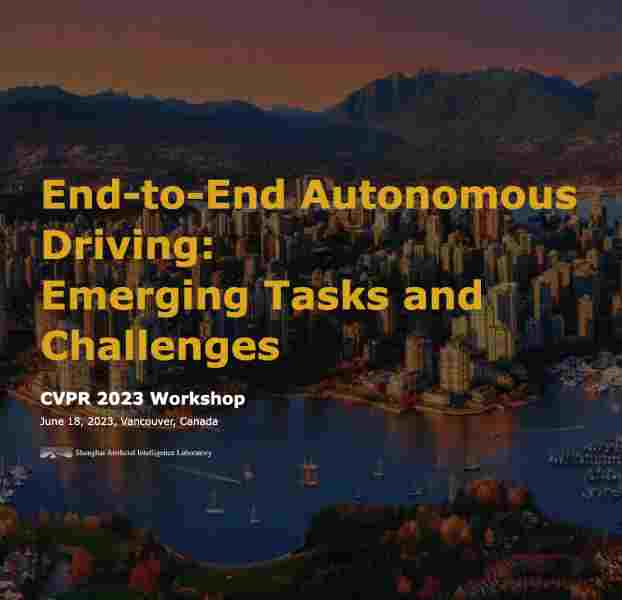 End-to-End Autonomous
Driving:
Emerging Tasks and
Challenges
CVPR 2023 Workshop
June 18, 2023, Vancouver, Canada
Shanghai Artificial Intelligence Laboratory